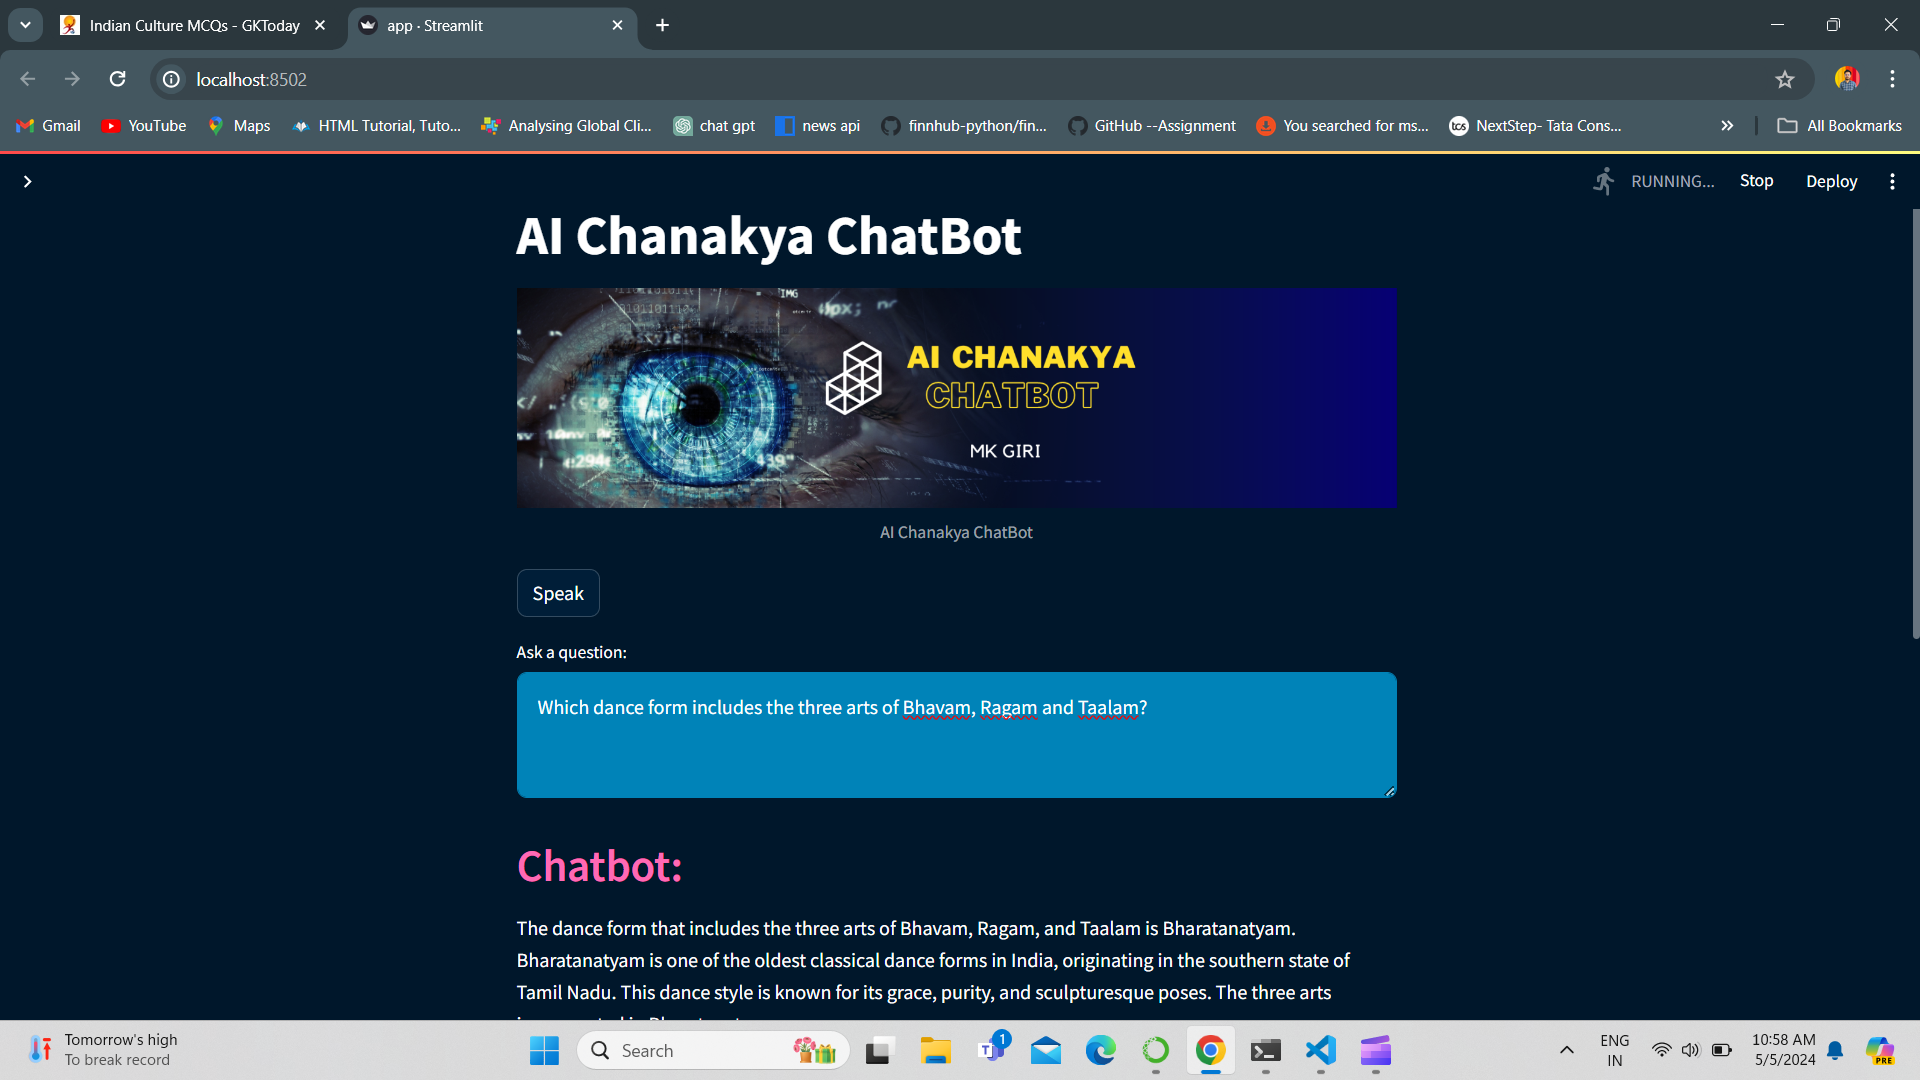 Indian Culture MCQs - GKToday
app · Streamlit
localhost:8502
Gmail
YouTube
Maps
HTML Tutorial, Tuto...
Analysing Global Cli...
chat gpt
news api
finnhub-python/fin...
GitHub --Assignment
You searched for ms...
tcs
NextStep- Tata Cons...
All Bookmarks
RUNNING...
Stop
Deploy
AI Chanakya ChatBot
IMG
AI CHANAKYA
CHATBOT
MK GIRI
AI Chanakya ChatBot
Speak
Ask a question:
Which dance form includes the three arts of Bhavam, Ragam and Taalam?
Chatbot:
The dance form that includes the three arts of Bhavam, Ragam, and Taalam is Bharatanatyam.
Bharatanatyam is one of the oldest classical dance forms in India, originating in the southern state of
Tamil Nadu. This dance style is known for its grace, purity, and sculpturesque poses. The three arts
Tomorrow's high
To break record
Search
1
ENG
IN
10:58 AM
5/5/2024
PRE